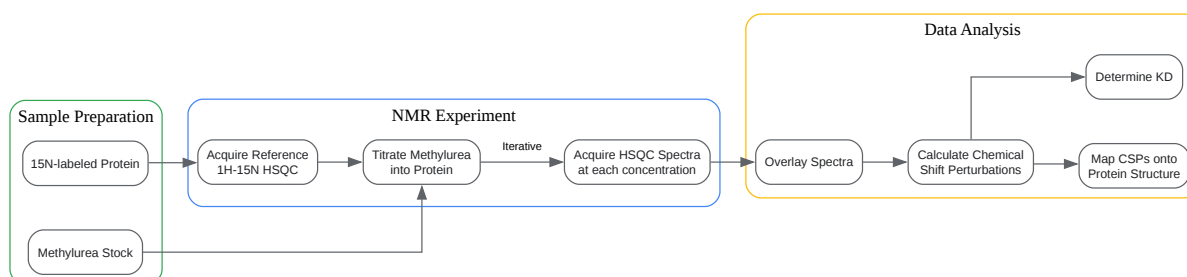 Sample Preparation
15N-labeled Protein
Methylurea Stock
NMR Experiment
Acquire Reference
1H-15N HSQC
Titrate Methylurea
into Protein
Iterative
Acquire HSQC Spectra
at each concentration
Data Analysis
Overlay Spectra
Calculate Chemical
Shift Perturbations
Determine KD
Map CSPs onto
Protein Structure